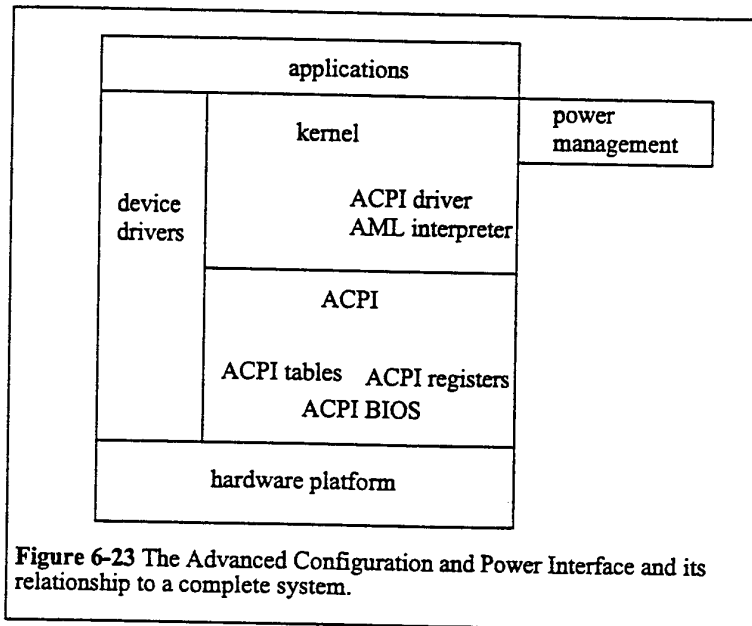 applications
kernel
power
management
device
drivers
ACPI driver
AML interpreter
ACPI
ACPI tables ACPI registers
ACPI BIOS
hardware platform
Figure 6-23 The Advanced Configuration and Power Interface and its
relationship to a complete system.